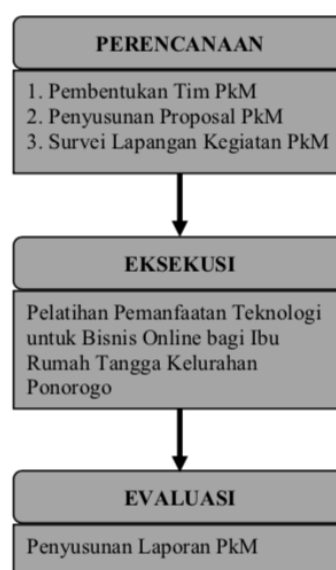 PERENCANAAN
1. Pembentukan Tim PkM
2. Penyusunan Proposal PkM
3. Survei Lapangan Kegiatan PkM
EKSEKUSI
Pelatihan Pemanfaatan Teknologi
untuk Bisnis Online bagi Ibu
Rumah Tangga Kelurahan
Ponorogo
EVALUASI
Penyusunan Laporan PkM